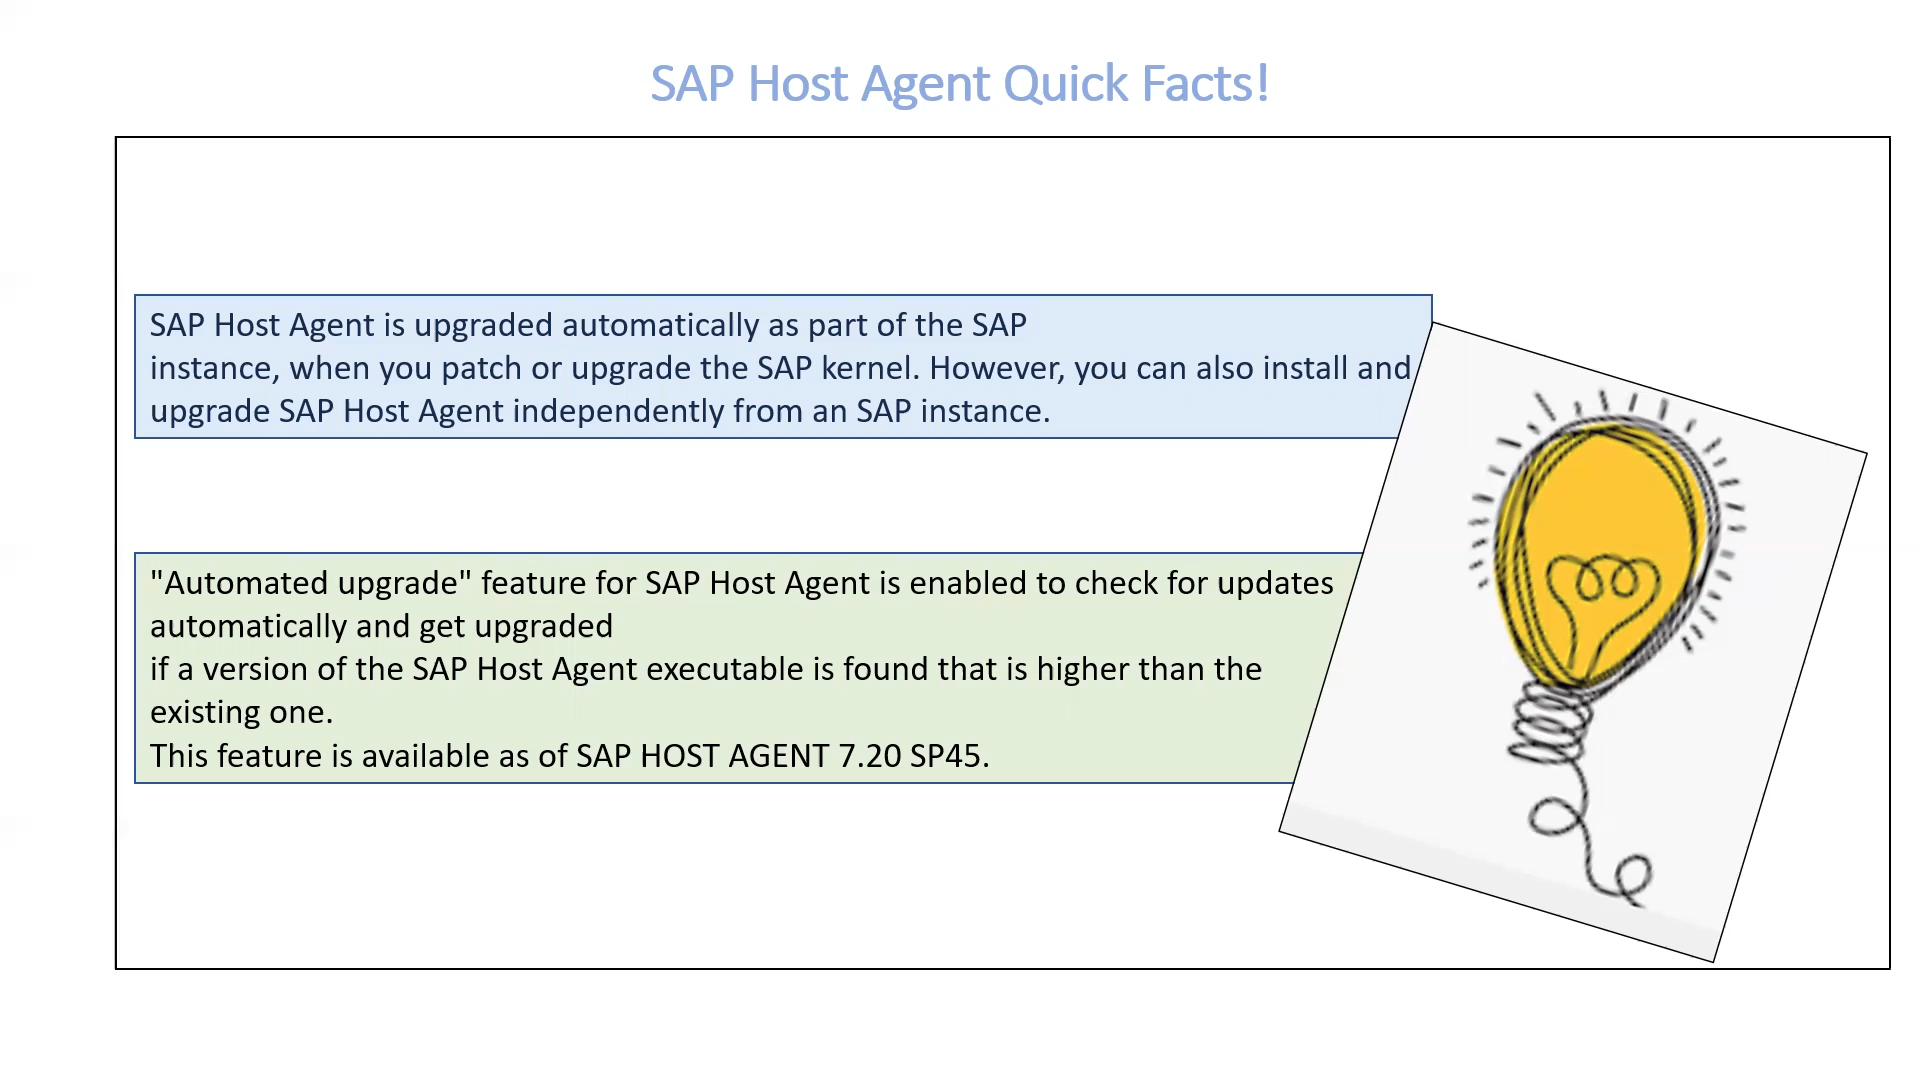 SAP Host Agent Quick Facts!
SAP Host Agent is upgraded automatically as part of the SAP
instance, when you patch or upgrade the SAP kernel. However, you can also install and
upgrade SAP Host Agent independently from an SAP instance.
"Automated upgrade" feature for SAP Host Agent is enabled to check for updates
automatically and get upgraded
if a version of the SAP Host Agent executable is found that is higher than the
existing one.
This feature is available as of SAP HOST AGENT 7.20 SP45.